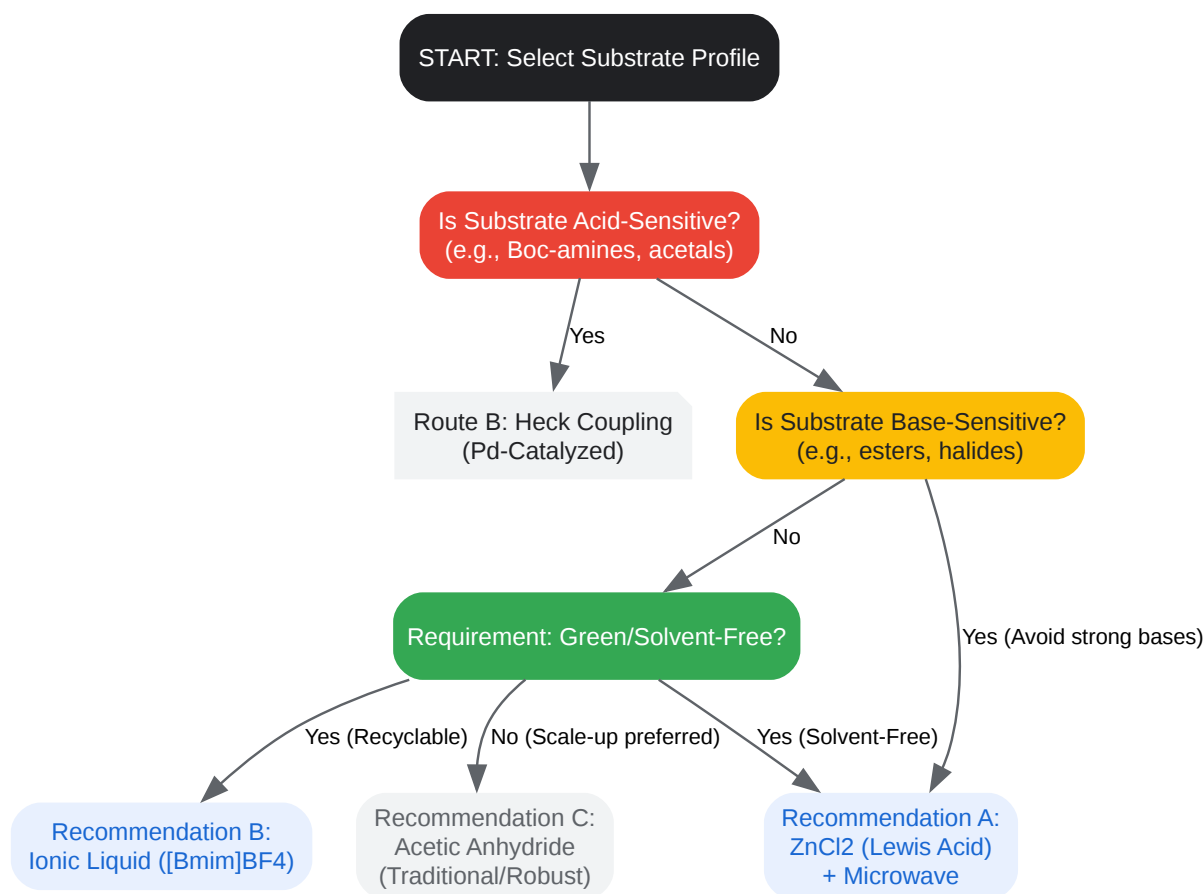 START: Select Substrate Profile
Is Substrate Acid-Sensitive?
(e.g., Boc-amines, acetals)
Yes
No
Route B: Heck Coupling
(Pd-Catalyzed)
Is Substrate Base-Sensitive?
(e.g., esters, halides)
No
Yes (Avoid strong bases)
Requirement: Green/Solvent-Free?
Yes (Recyclable)
No (Scale-up preferred)
Yes (Solvent-Free)
Recommendation B:
Ionic Liquid ([Bmim]BF4)
Recommendation C:
Acetic Anhydride
(Traditional/Robust)
Recommendation A:
ZnCl2 (Lewis Acid)
+ Microwave